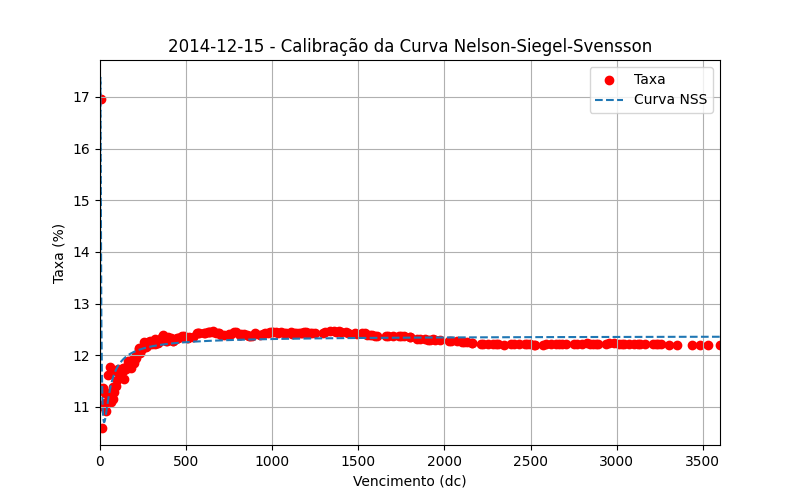 2014-12-15 - Calibração da Curva Nelson-Siegel-Svensson
Taxa
Curva NSS
Taxa (%)
17
16
15
14
13
12
11
0 500 1000 1500 2000 2500 3000 3500
Vencimento (dc)